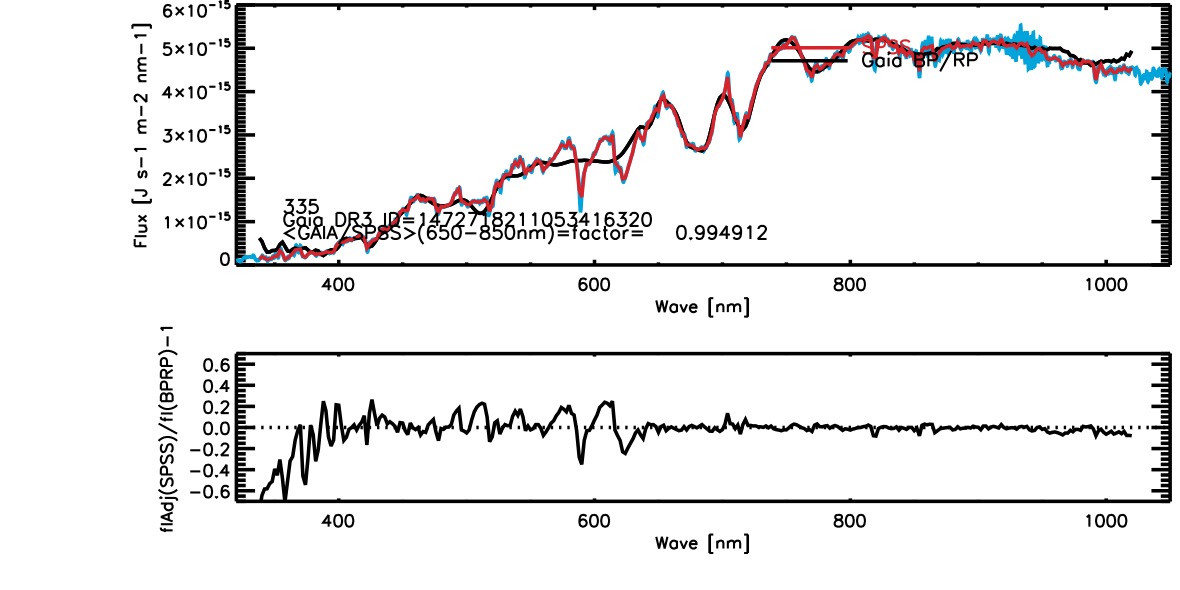 6×10−15
5×10−15
4×10−15
3×10−15
2×10−15
1×10−15
0
Flux [J s−1 m−2 nm−1]
SPSS
Gaia BP/RP
335
Gaia DR3 ID=1472718211053416320
<GAIA/SPSS>(650−850nm)=factor= 0.994912
400 600 800 1000
Wave [nm]
flAdj(SPSS)/fl(BPRP)−1
0.6
0.4
0.2
0.0
−0.2
−0.4
−0.6
400 600 800 1000
Wave [nm]